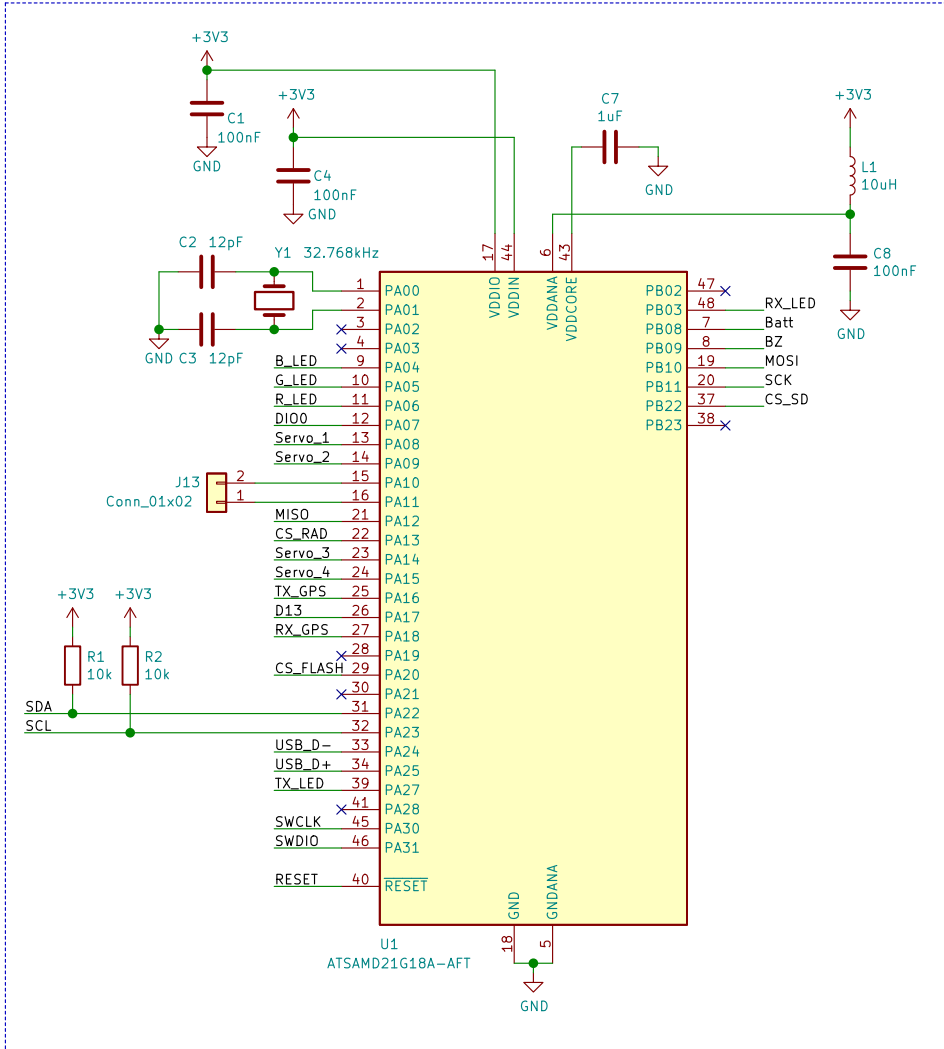 +3V3
C1
100nF
GND
+3V3
C4
100nF
GND
C7
1uF
GND
+3V3
L1
10uH
C8
100nF
GND
C2 12pF
Y1 32.768kHz
GND
C3 12pF
17
44
6
43
VDDIO
VDDIN
VDDANA
VDDCORE
1 PA00
2 PA01
3 PA02
4 PA03
B_LED 9 PA04
G_LED 10 PA05
R_LED 11 PA06
DIO0 12 PA07
Servo_1 13 PA08
Servo_2 14 PA09
J13
Conn_01x02
2 15 PA10
1 16 PA11
MISO 21 PA12
CS_RAD 22 PA13
Servo_3 23 PA14
Servo_4 24 PA15
TX_GPS 25 PA16
D13 26 PA17
RX_GPS 27 PA18
28 PA19
CS_FLASH 29 PA20
30 PA21
+3V3
R1
10k
+3V3
R2
10k
SDA 31 PA22
SCL 32 PA23
USB_D- 33 PA24
USB_D+ 34 PA25
TX_LED 39 PA27
41 PA28
SWCLK 45 PA30
SWDIO 46 PA31
RESET 40 RESET
PB02 47
PB03 48 RX_LED
PB08 7 Batt
PB09 8 BZ
PB10 19 MOSI
PB11 20 SCK
PB22 37 CS_SD
PB23 38
GND
GNDANA
18
5
U1
ATSAMD21G18A-AFT
GND